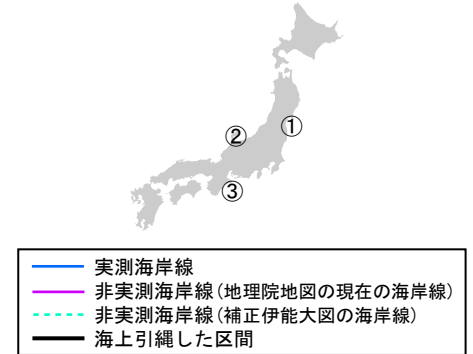 ①
②
③
実測海岸線
非実測海岸線(地理院地図の現在の海岸線)
非実測海岸線(補正伊能大図の海岸線)
海上引縄した区間